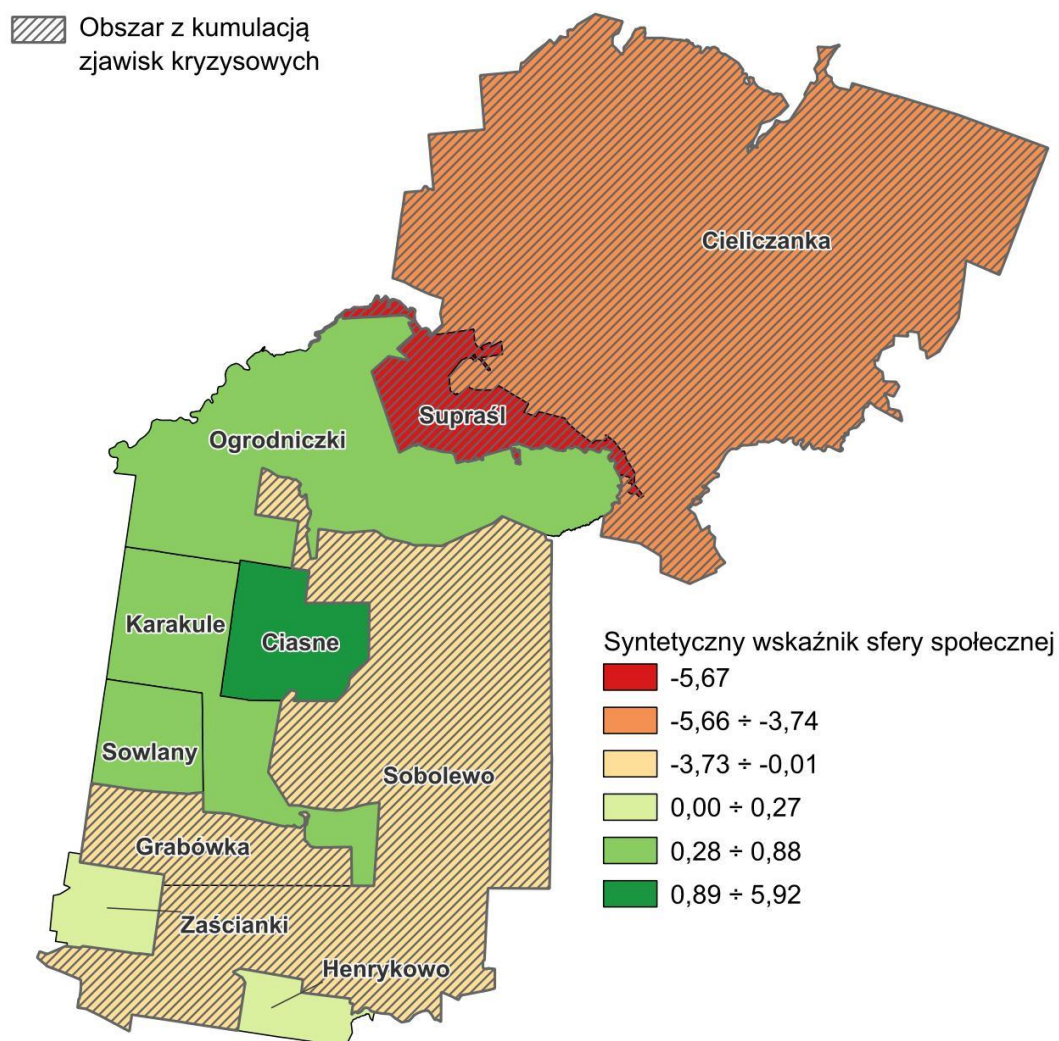 Obszar z kumulacją
zjawisk kryzysowych
Cieliczanka
Supraśl
Ogrodniczki
Karakule
Ciasne
Sowlany
Sobolewo
Grabówka
Zaścianki
Henrykowo
Syntetyczny wskaźnik sfery społecznej
-5,67
-5,66 ÷ -3,74
-3,73 ÷ -0,01
0,00 ÷ 0,27
0,28 ÷ 0,88
0,89 ÷ 5,92